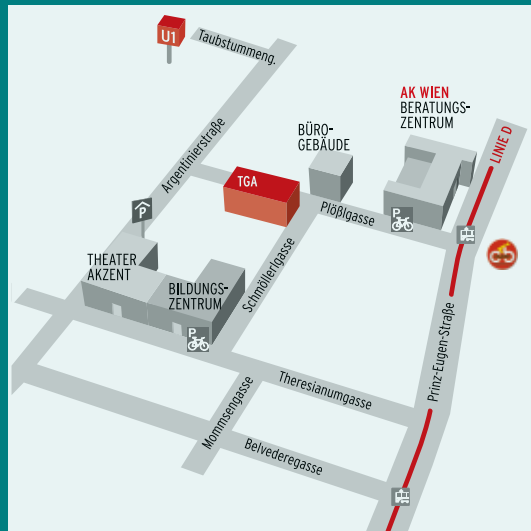 U1
Taubstummeng.
AK WIEN
BERATUNGS-
ZENTRUM
LINIE D
BÜRO-
GEBÄUDE
Argentinierstraße
TGA
P
Plößlgasse
P
THEATER
AKZENT
BILDUNGS-
ZENTRUM
Schmöllerlgasse
P
Prinz-Eugen-Straße
Theresianumgasse
Mommsengasse
Belvederegasse